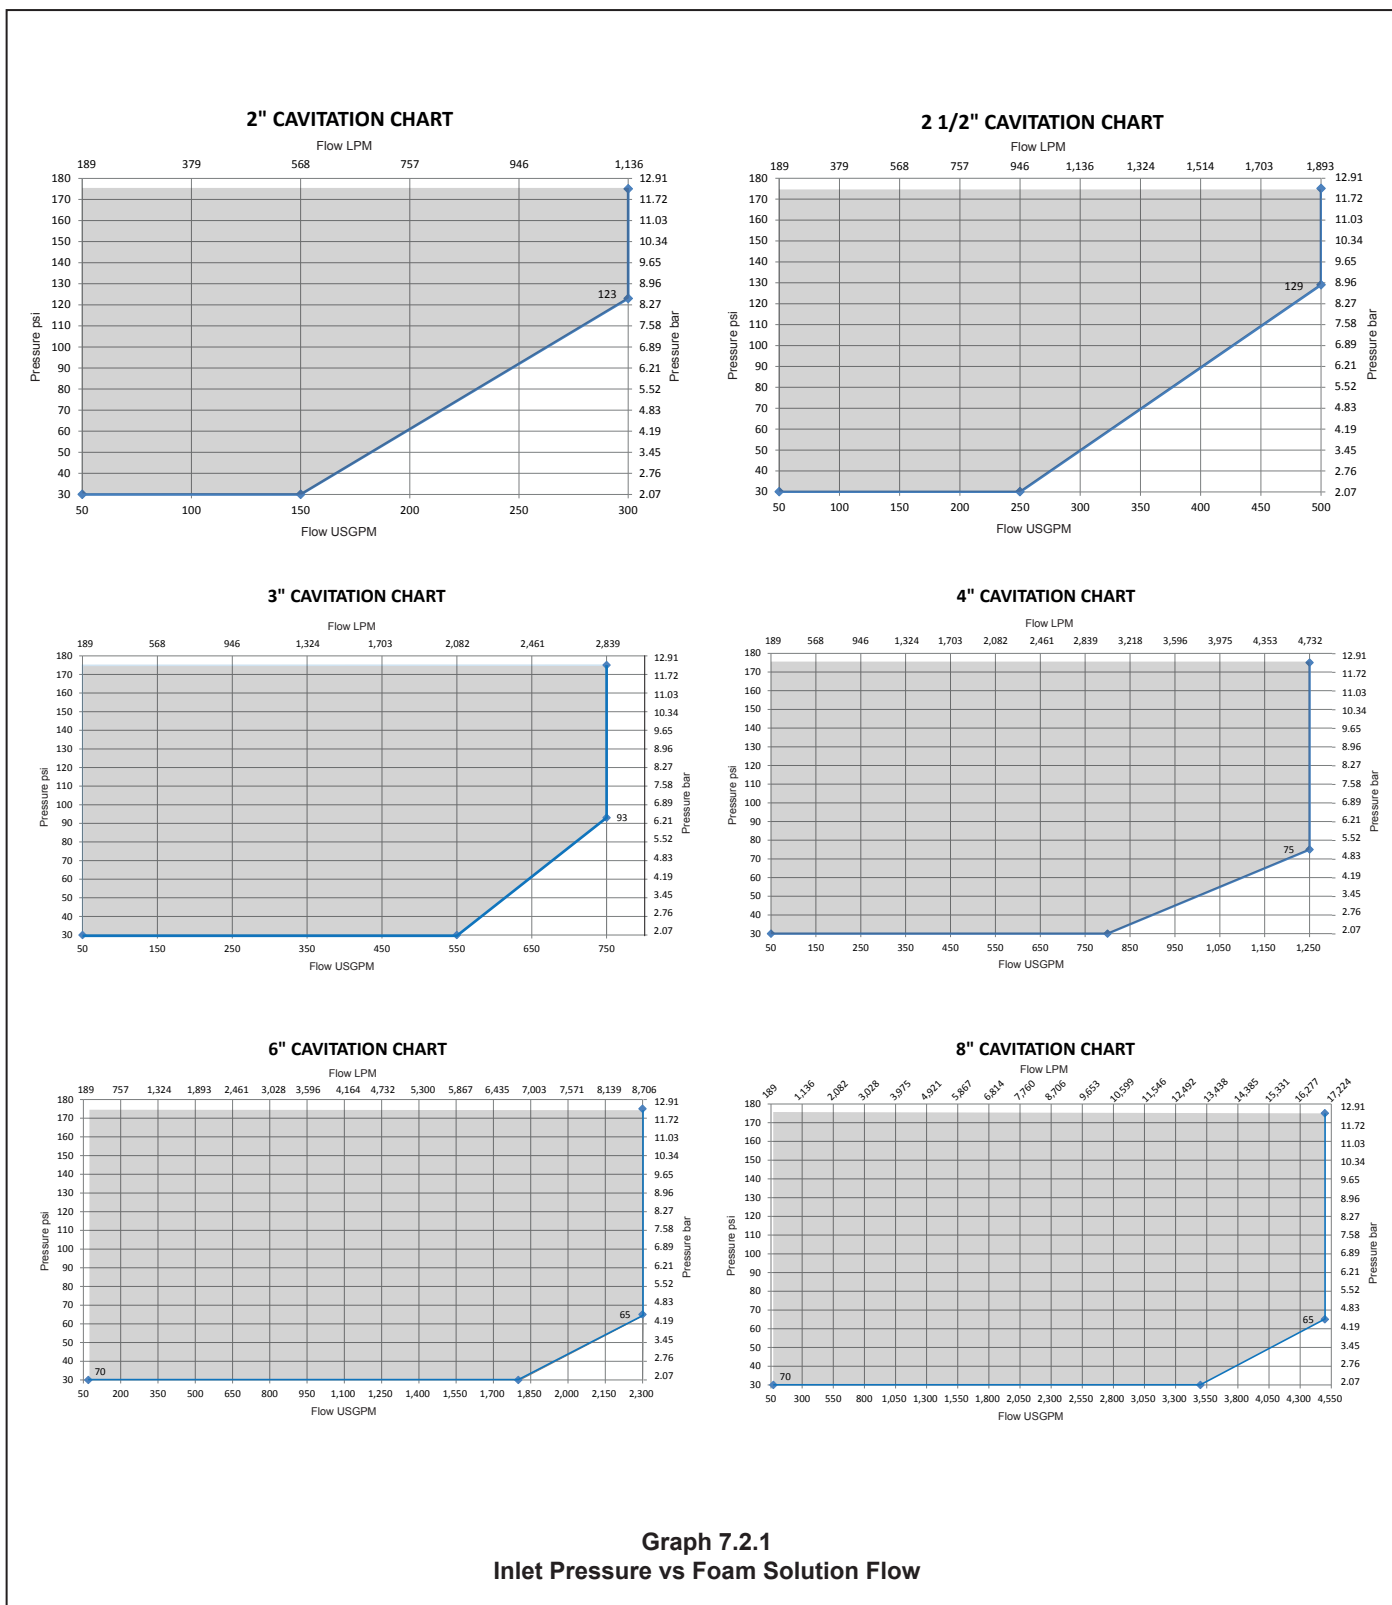 2" CAVITATION CHART
Flow LPM
189 379 568 757 946 1,136
180 12.91
170 11.72
160 11.03
150 10.34
140 9.65
130 8.96
123
120 8.27
110 7.58
100 6.89
90 6.21
80 5.52
70 4.83
60 4.19
50 3.45
40 2.76
30 2.07
Pressure psi
Pressure bar
50 100 150 200 250 300
Flow USGPM
2 1/2" CAVITATION CHART
Flow LPM
189 379 568 757 946 1,136 1,324 1,514 1,703 1,893
180 12.91
170 11.72
160 11.03
150 10.34
140 9.65
130 8.96
129
120 8.27
110 7.58
100 6.89
90 6.21
80 5.52
70 4.83
60 4.19
50 3.45
40 2.76
30 2.07
Pressure psi
Pressure bar
50 100 150 200 250 300 350 400 450 500
Flow USGPM
3" CAVITATION CHART
Flow LPM
189 568 946 1,324 1,703 2,082 2,461 2,839
180 12.91
170 11.72
160 11.03
150 10.34
140 9.65
130 8.96
120 8.27
110 7.58
100 6.89
93
90 6.21
80 5.52
70 4.83
60 4.19
50 3.45
40 2.76
30 2.07
Pressure psi
Pressure bar
50 150 250 350 450 550 650 750
Flow USGPM
4" CAVITATION CHART
Flow LPM
189 568 946 1,324 1,703 2,082 2,461 2,839 3,218 3,596 3,975 4,353 4,732
180 12.91
170 11.72
160 11.03
150 10.34
140 9.65
130 8.96
120 8.27
110 7.58
100 6.89
90 6.21
80 5.52
75
70 4.83
60 4.19
50 3.45
40 2.76
30 2.07
Pressure psi
Pressure bar
50 150 250 350 450 550 650 750 850 950 1,050 1,150 1,250
Flow USGPM
6" CAVITATION CHART
Flow LPM
189 757 1,324 1,893 2,461 3,028 3,596 4,164 4,732 5,300 5,867 6,435 7,003 7,571 8,139 8,706
180 12.91
170 11.72
160 11.03
150 10.34
140 9.65
130 8.96
120 8.27
110 7.58
100 6.89
90 6.21
80 5.52
70 4.83
65
60 4.19
50 3.45
40 2.76
70
30 2.07
Pressure psi
Pressure bar
50 200 350 500 650 800 950 1,100 1,250 1,400 1,550 1,700 1,850 2,000 2,150 2,300
Flow USGPM
8" CAVITATION CHART
Flow LPM
189 1,136 2,082 3,028 3,975 4,921 5,867 6,814 7,760 8,706 9,653 10,599 11,546 12,492 13,438 14,385 15,331 16,277 17,224
180 12.91
170 11.72
160 11.03
150 10.34
140 9.65
130 8.96
120 8.27
110 7.58
100 6.89
90 6.21
80 5.52
70 4.83
65
60 4.19
50 3.45
40 2.76
70
30 2.07
Pressure psi
Pressure bar
50 300 550 800 1,050 1,300 1,550 1,800 2,050 2,300 2,550 2,800 3,050 3,300 3,550 3,800 4,050 4,300 4,550
Flow USGPM
Graph 7.2.1
Inlet Pressure vs Foam Solution Flow